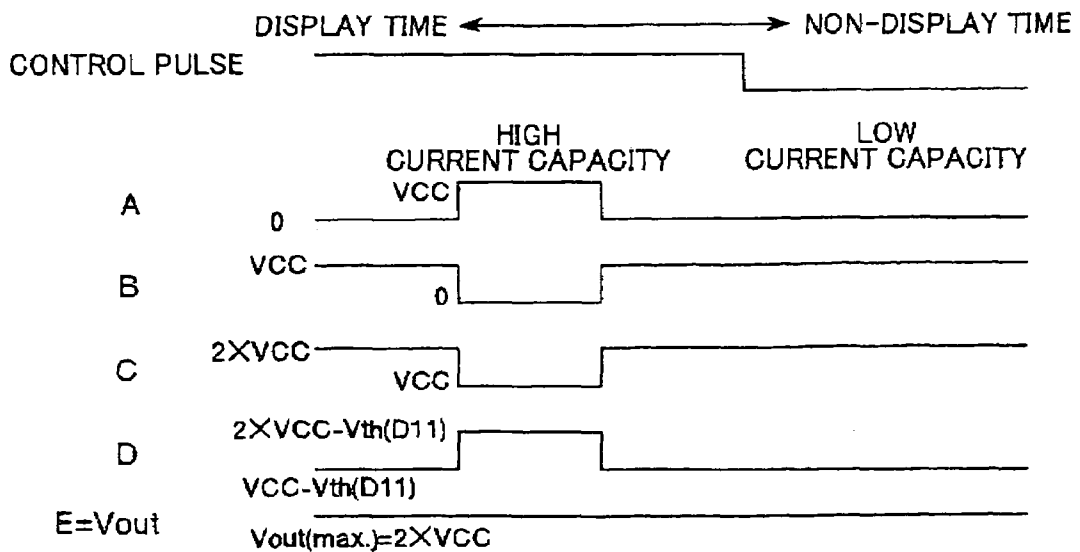 DISPLAY TIME NON-DISPLAY TIME
CONTROL PULSE
HIGH CURRENT CAPACITY
LOW CURRENT CAPACITY
A
VCC
0
B
VCC
0
C
2×VCC
VCC
D
2×VCC-Vth(D11)
VCC-Vth(D11)
E=Vout
Vout(max.)=2×VCC